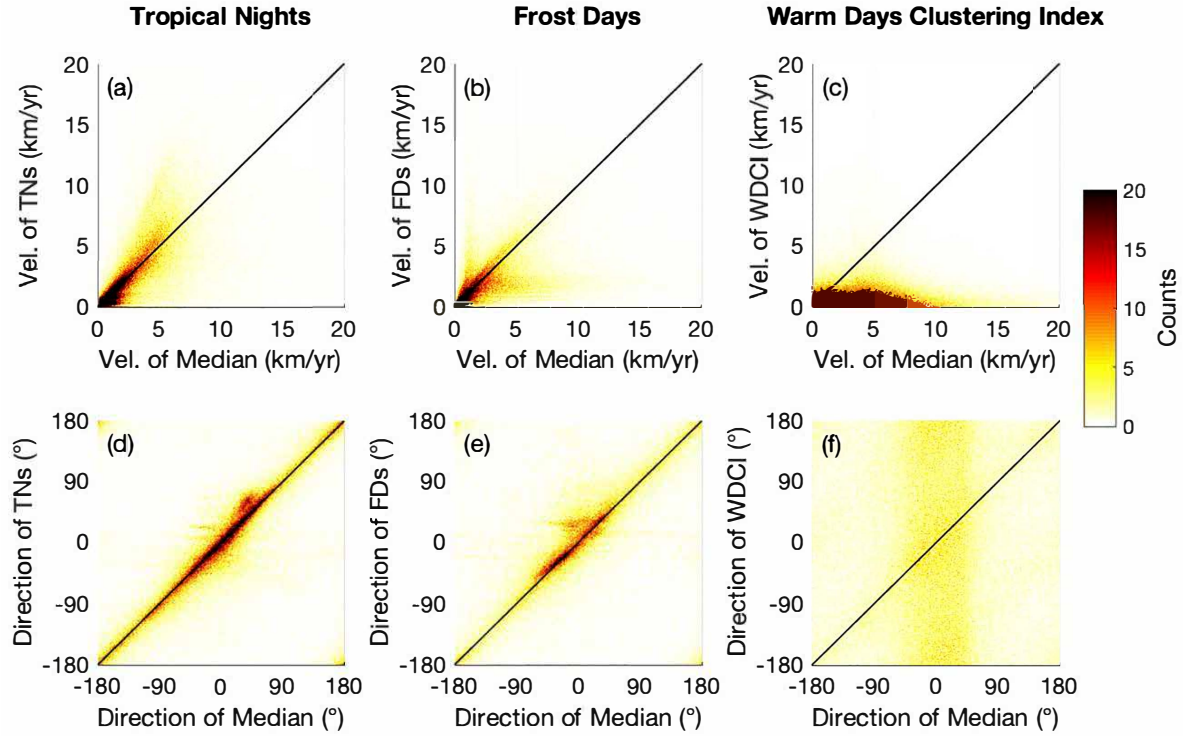 Tropical Nights
Frost Days
Warm Days Clustering Index
(a)
Vel. of TNs (km/yr)
20
15
10
5
0
0 5 10 15 20
Vel. of Median (km/yr)
(b)
Vel. of FDs (km/yr)
20
15
10
5
0
0 5 10 15 20
Vel. of Median (km/yr)
(c)
Vel. of WDCI (km/yr)
20
15
10
5
0
0 5 10 15 20
Vel. of Median (km/yr)
20
15
10
5
0
Counts
(d)
Direction of TNs (°)
180
90
0
-90
-180
-180 -90 0 90 180
Direction of Median (°)
(e)
Direction of FDs (°)
180
90
0
-90
-180
-180 -90 0 90 180
Direction of Median (°)
(f)
Direction of WDCI (°)
180
90
0
-90
-180
-180 -90 0 90 180
Direction of Median (°)